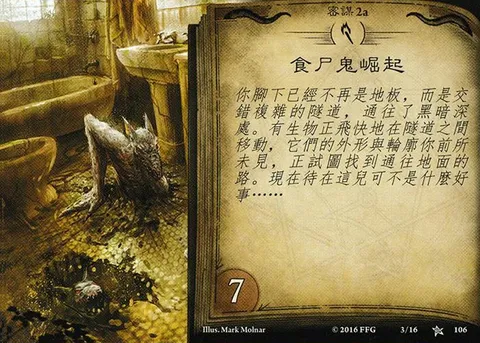 密謀 2a
食尸鬼崛起
你腳下已經不再是地板，而是交
錯複雜的隧道，通往了黑暗深
處。有生物正飛快地在隧道之間
移動，它們的外形與輪廓你前所
未見，正試圖找到通往地面的
路。現在待在這兒可不是什麼好
事……
7
Illus. Mark Molnar
© 2016 FFG
3/16
106